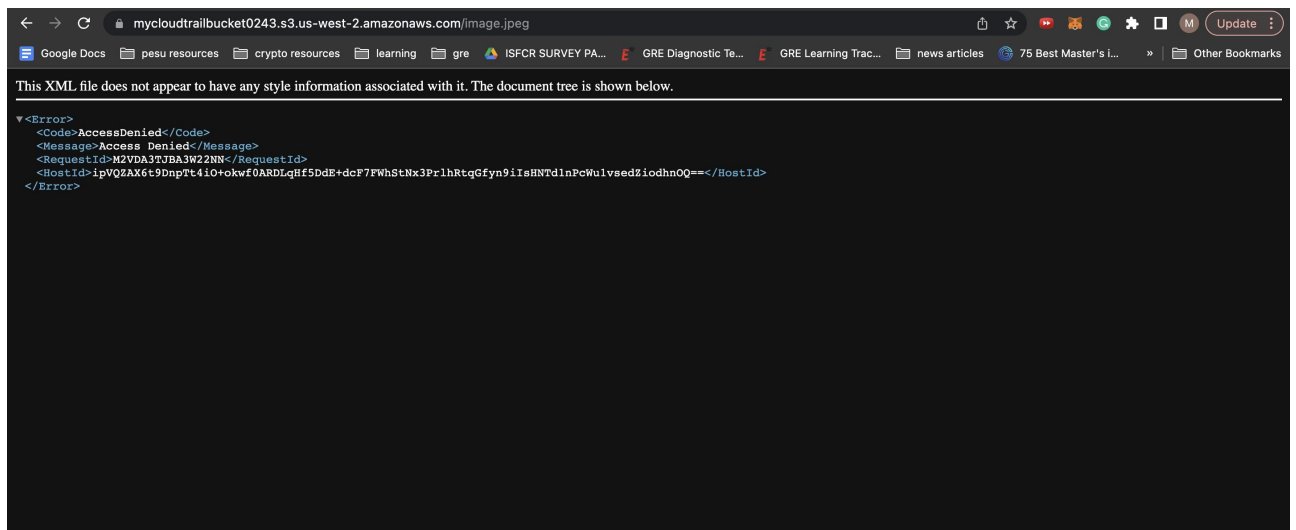 mycloudtrailbucket0243.s3.us-west-2.amazonaws.com/image.jpeg
M
Update
Google Docs pesu resources crypto resources learning gre ISFCR SURVEY PA... GRE Diagnostic Te... GRE Learning Trac... news articles 75 Best Master's i... » Other Bookmarks
This XML file does not appear to have any style information associated with it. The document tree is shown below.
▼<Error>
<Code>AccessDenied</Code>
<Message>Access Denied</Message>
<RequestId>M2VDA3TJBA3W22NN</RequestId>
<HostId>ipVQZAX6t9DnpTt4iO+okwf0ARDLqHf5DdE+dcF7FWhStNx3PrlhRtqGfyn9iIsHNTd1nPcWu1vsedZiodhnOQ==</HostId>
</Error>